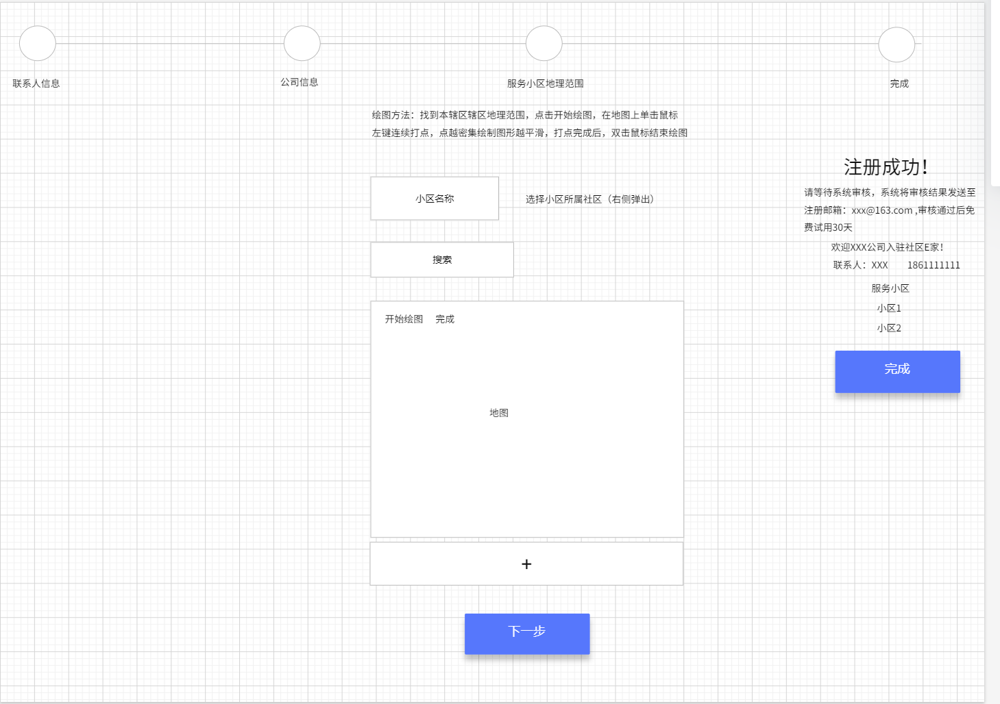 联系人信息
公司信息
服务小区地理范围
完成
绘图方法：找到本辖区辖区地理范围，点击开始绘图，在地图上单击鼠标
左键连续打点，点越密集绘制图形越平滑，打点完成后，双击鼠标结束绘图
小区名称
选择小区所属社区（右侧弹出）
搜索
开始绘图 完成
地图
+
下一步
注册成功！
请等待系统审核，系统将审核结果发送至
注册邮箱：xxx@163.com ,审核通过后免
费试用30天
欢迎XXX公司入驻社区E家！
联系人：XXX 1861111111
服务小区
小区1
小区2
完成